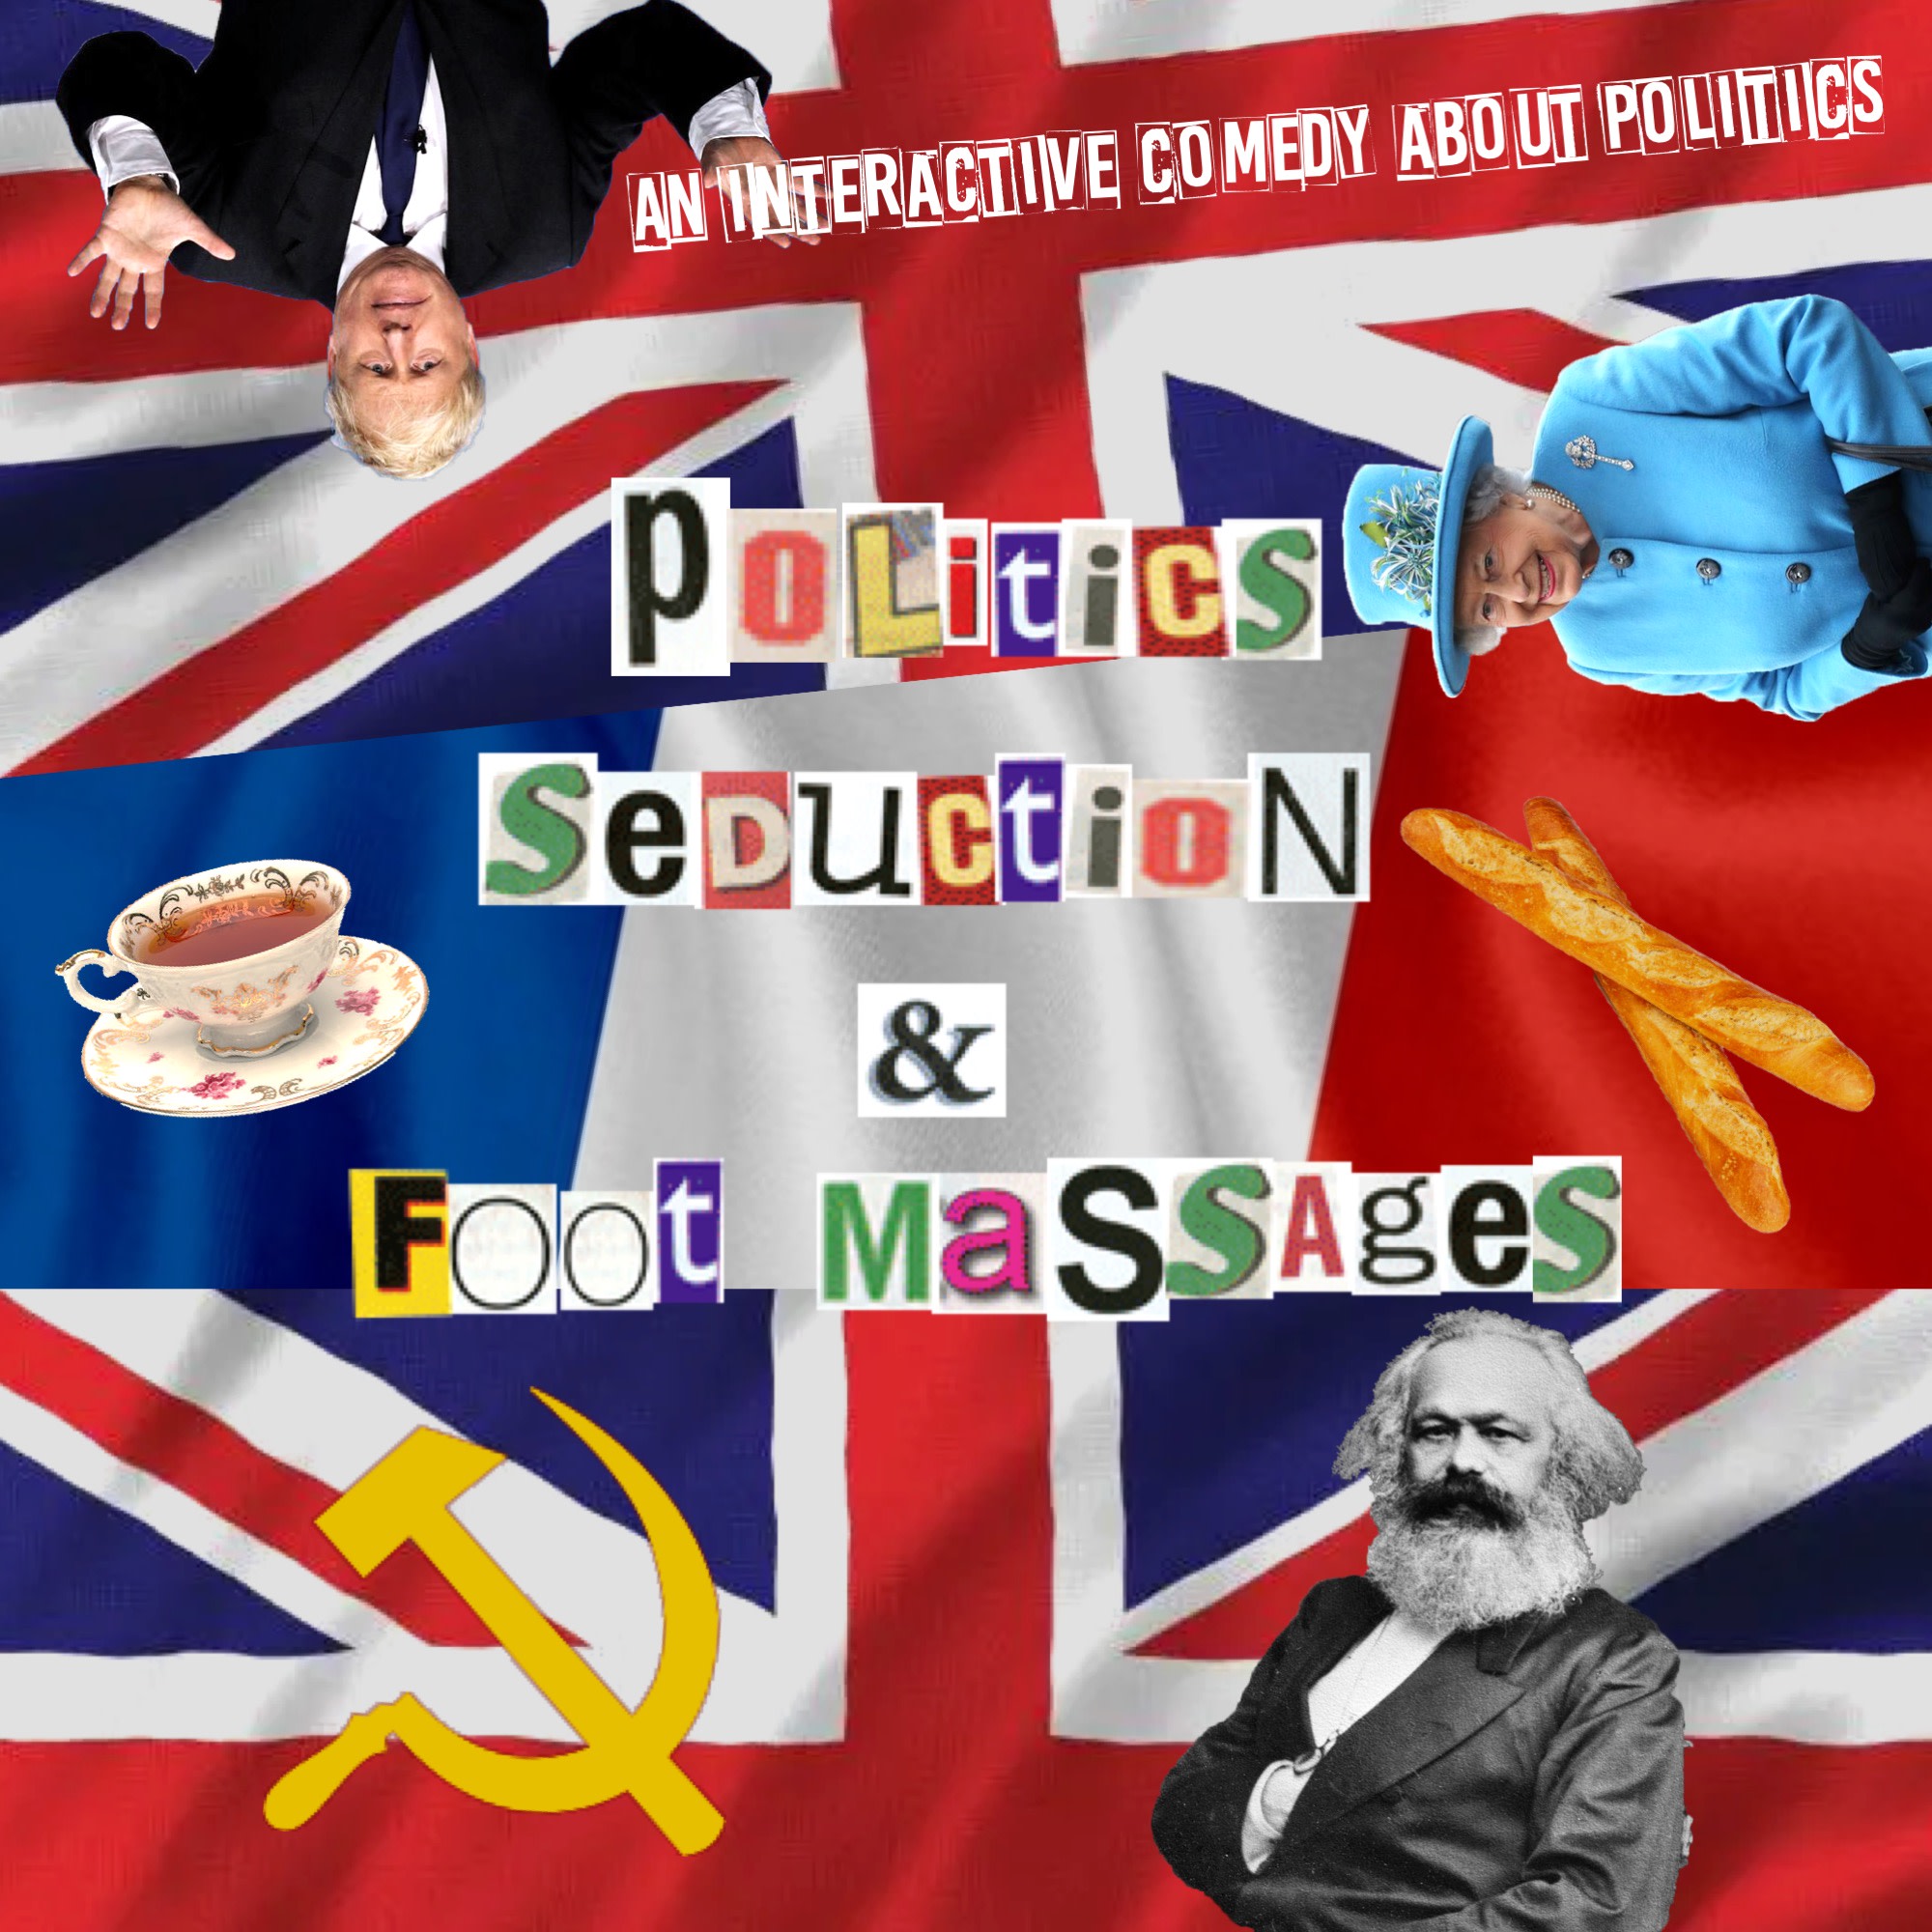 AN INTERACTIVE COMEDY ABOUT POLITICS
POLitiCS
SeDuCtiON
&
Foot MaSSAgeS